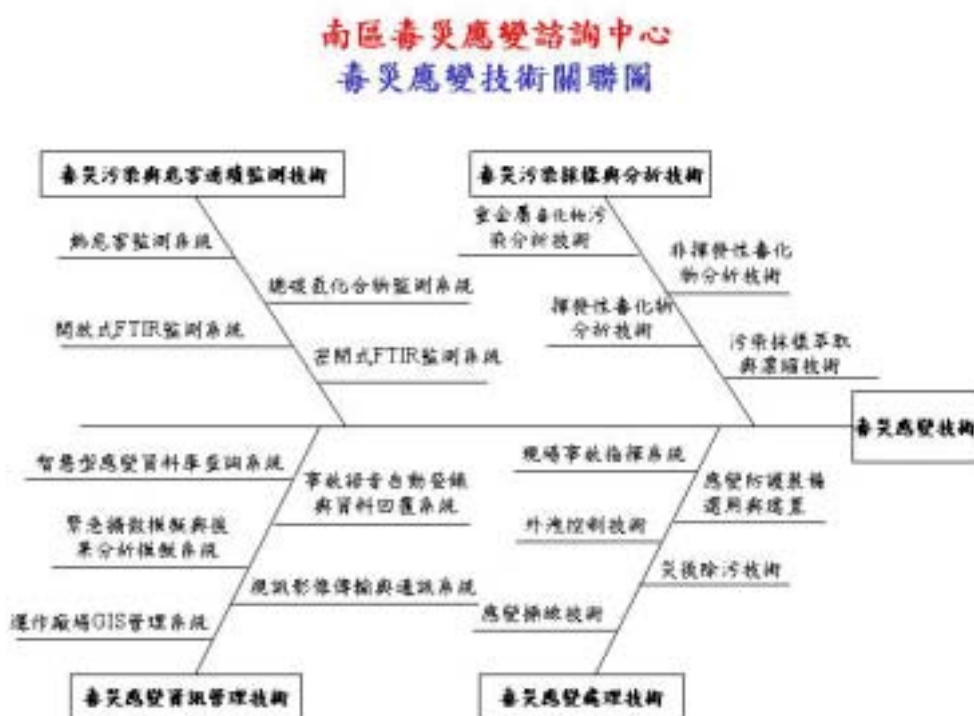 南區毒災應變諮詢中心
毒災應變技術關聯圖
毒災污染與危害連續監測技術
毒災污染採樣與分析技術
熱危害監測系統
總碳氫化合物監測系統
開放式FTIR監測系統
密閉式FTIR監測系統
重金屬毒化物污
染分析技術
非揮發性毒化
物分析技術
揮發性毒化物
分析技術
污染採樣萃取
與濃縮技術
毒災應變技術
智慧型應變資料庫查詢系統
事故語音自動登錄
與資料回覆系統
緊急擴散模擬與後
果分析模擬系統
視訊影像傳輸與通訊系統
運作廠場GIS管理系統
現場事故指揮系統
應變防護裝備
選用與配置
外洩控制技術
災後除污技術
應變操練技術
毒災應變資訊管理技術
毒災應變處理技術